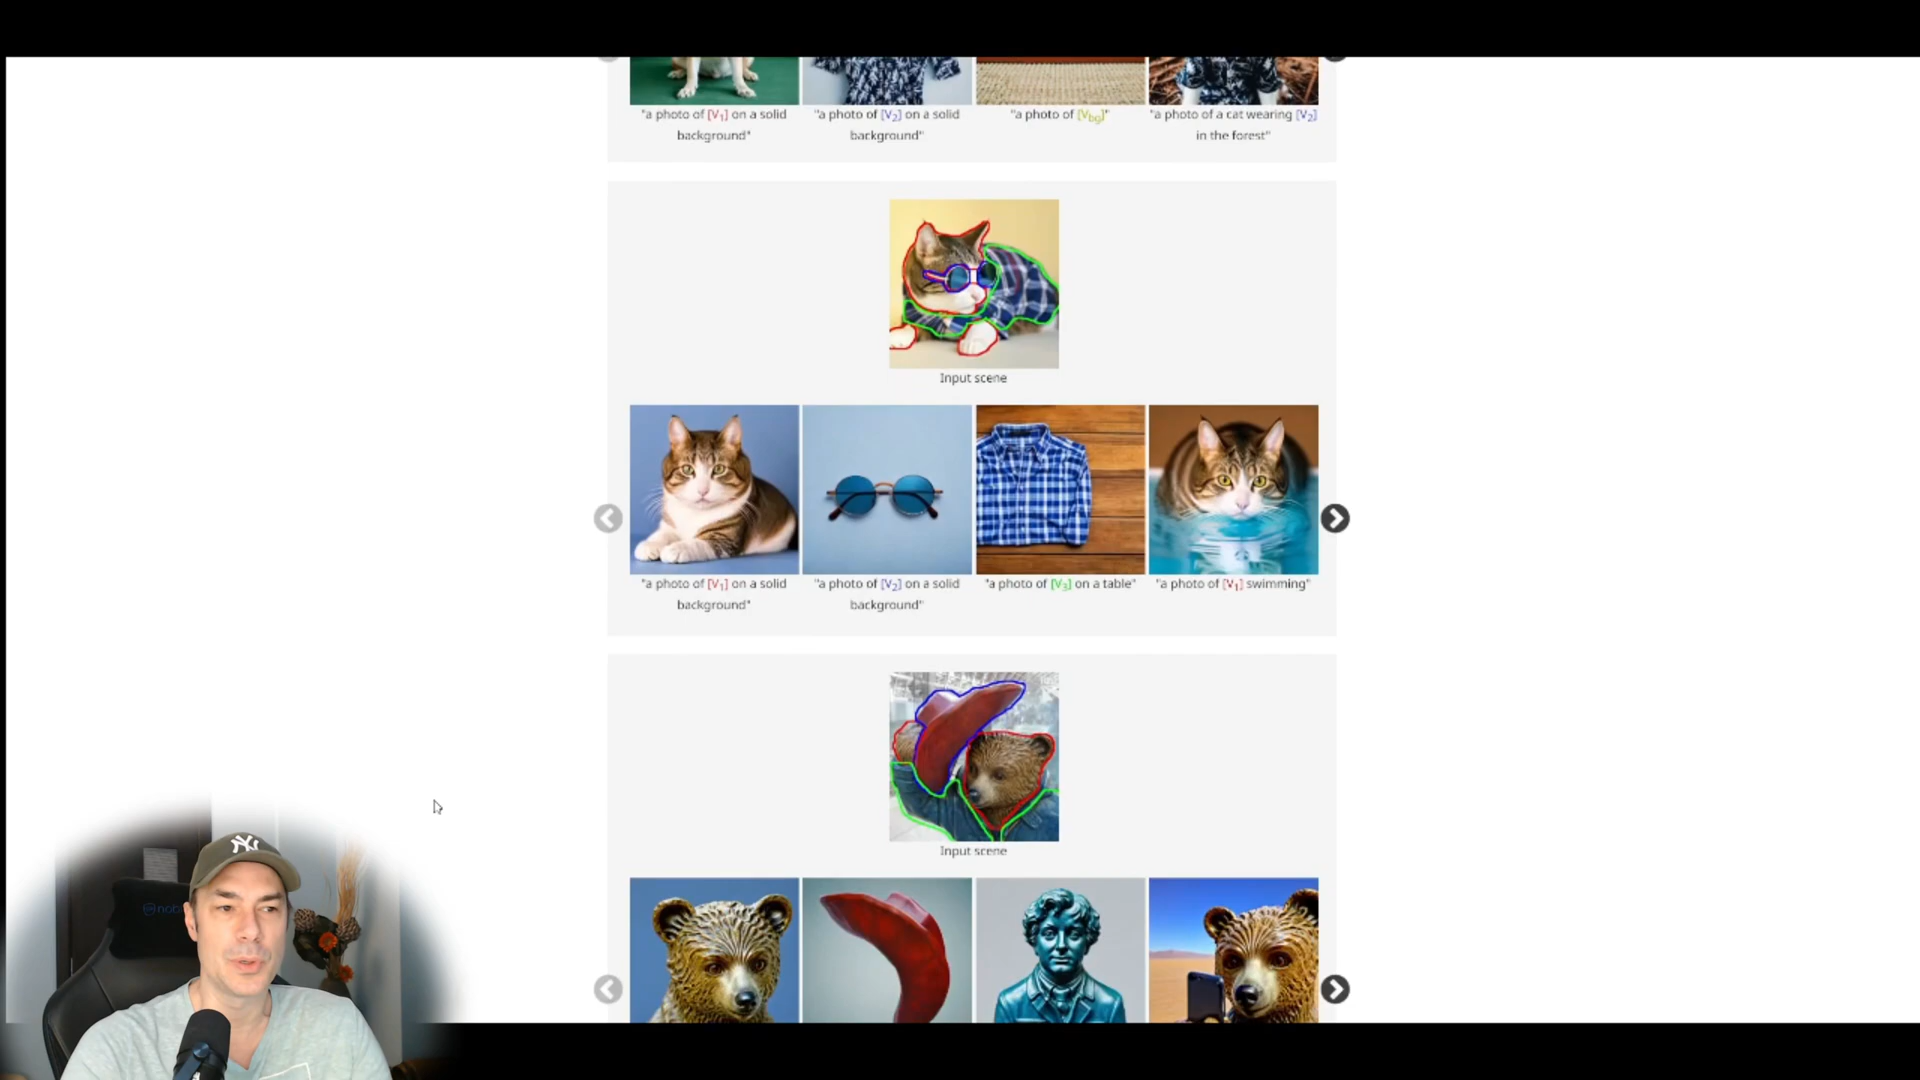 "a photo of [V1] on a solid
background"
"a photo of [V2] on a solid
background"
"a photo of [Vbg]"
"a photo of a cat wearing [V2]
in the forest"
Input scene
"a photo of [V1] on a solid
background"
"a photo of [V2] on a solid
background"
"a photo of [V3] on a table"
"a photo of [V1] swimming"
Input scene
NY